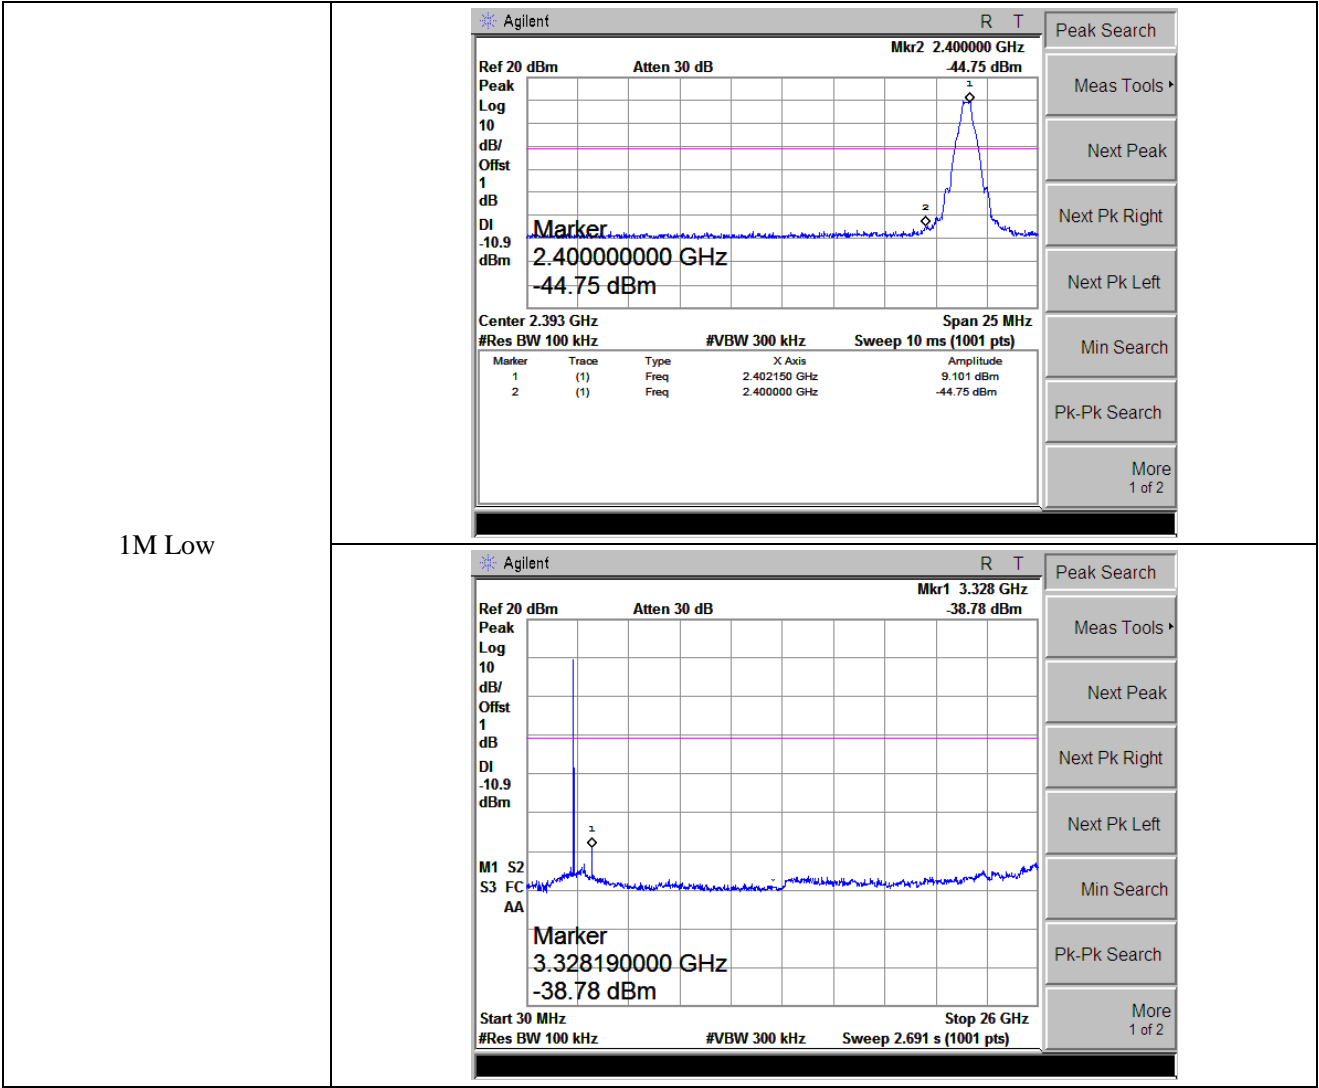 1M Low
Agilent R T
Mkr2 2.400000 GHz
Ref 20 dBm Atten 30 dB -44.75 dBm
Peak
Log
10
dB/
Offst
1
dB
DI
-10.9
dBm
1
2
Marker
2.400000000 GHz
-44.75 dBm
Center 2.393 GHz Span 25 MHz
#Res BW 100 kHz #VBW 300 kHz Sweep 10 ms (1001 pts)
Marker Trace Type X Axis Amplitude
1 (1) Freq 2.402150 GHz 9.101 dBm
2 (1) Freq 2.400000 GHz -44.75 dBm
Peak Search
Meas Tools
Next Peak
Next Pk Right
Next Pk Left
Min Search
Pk-Pk Search
More
1 of 2
Agilent R T
Mkr1 3.328 GHz
Ref 20 dBm Atten 30 dB -38.78 dBm
Peak
Log
10
dB/
Offst
1
dB
DI
-10.9
dBm
1
M1 S2
S3 FC
AA
Marker
3.328190000 GHz
-38.78 dBm
Start 30 MHz Stop 26 GHz
#Res BW 100 kHz #VBW 300 kHz Sweep 2.691 s (1001 pts)
Peak Search
Meas Tools
Next Peak
Next Pk Right
Next Pk Left
Min Search
Pk-Pk Search
More
1 of 2